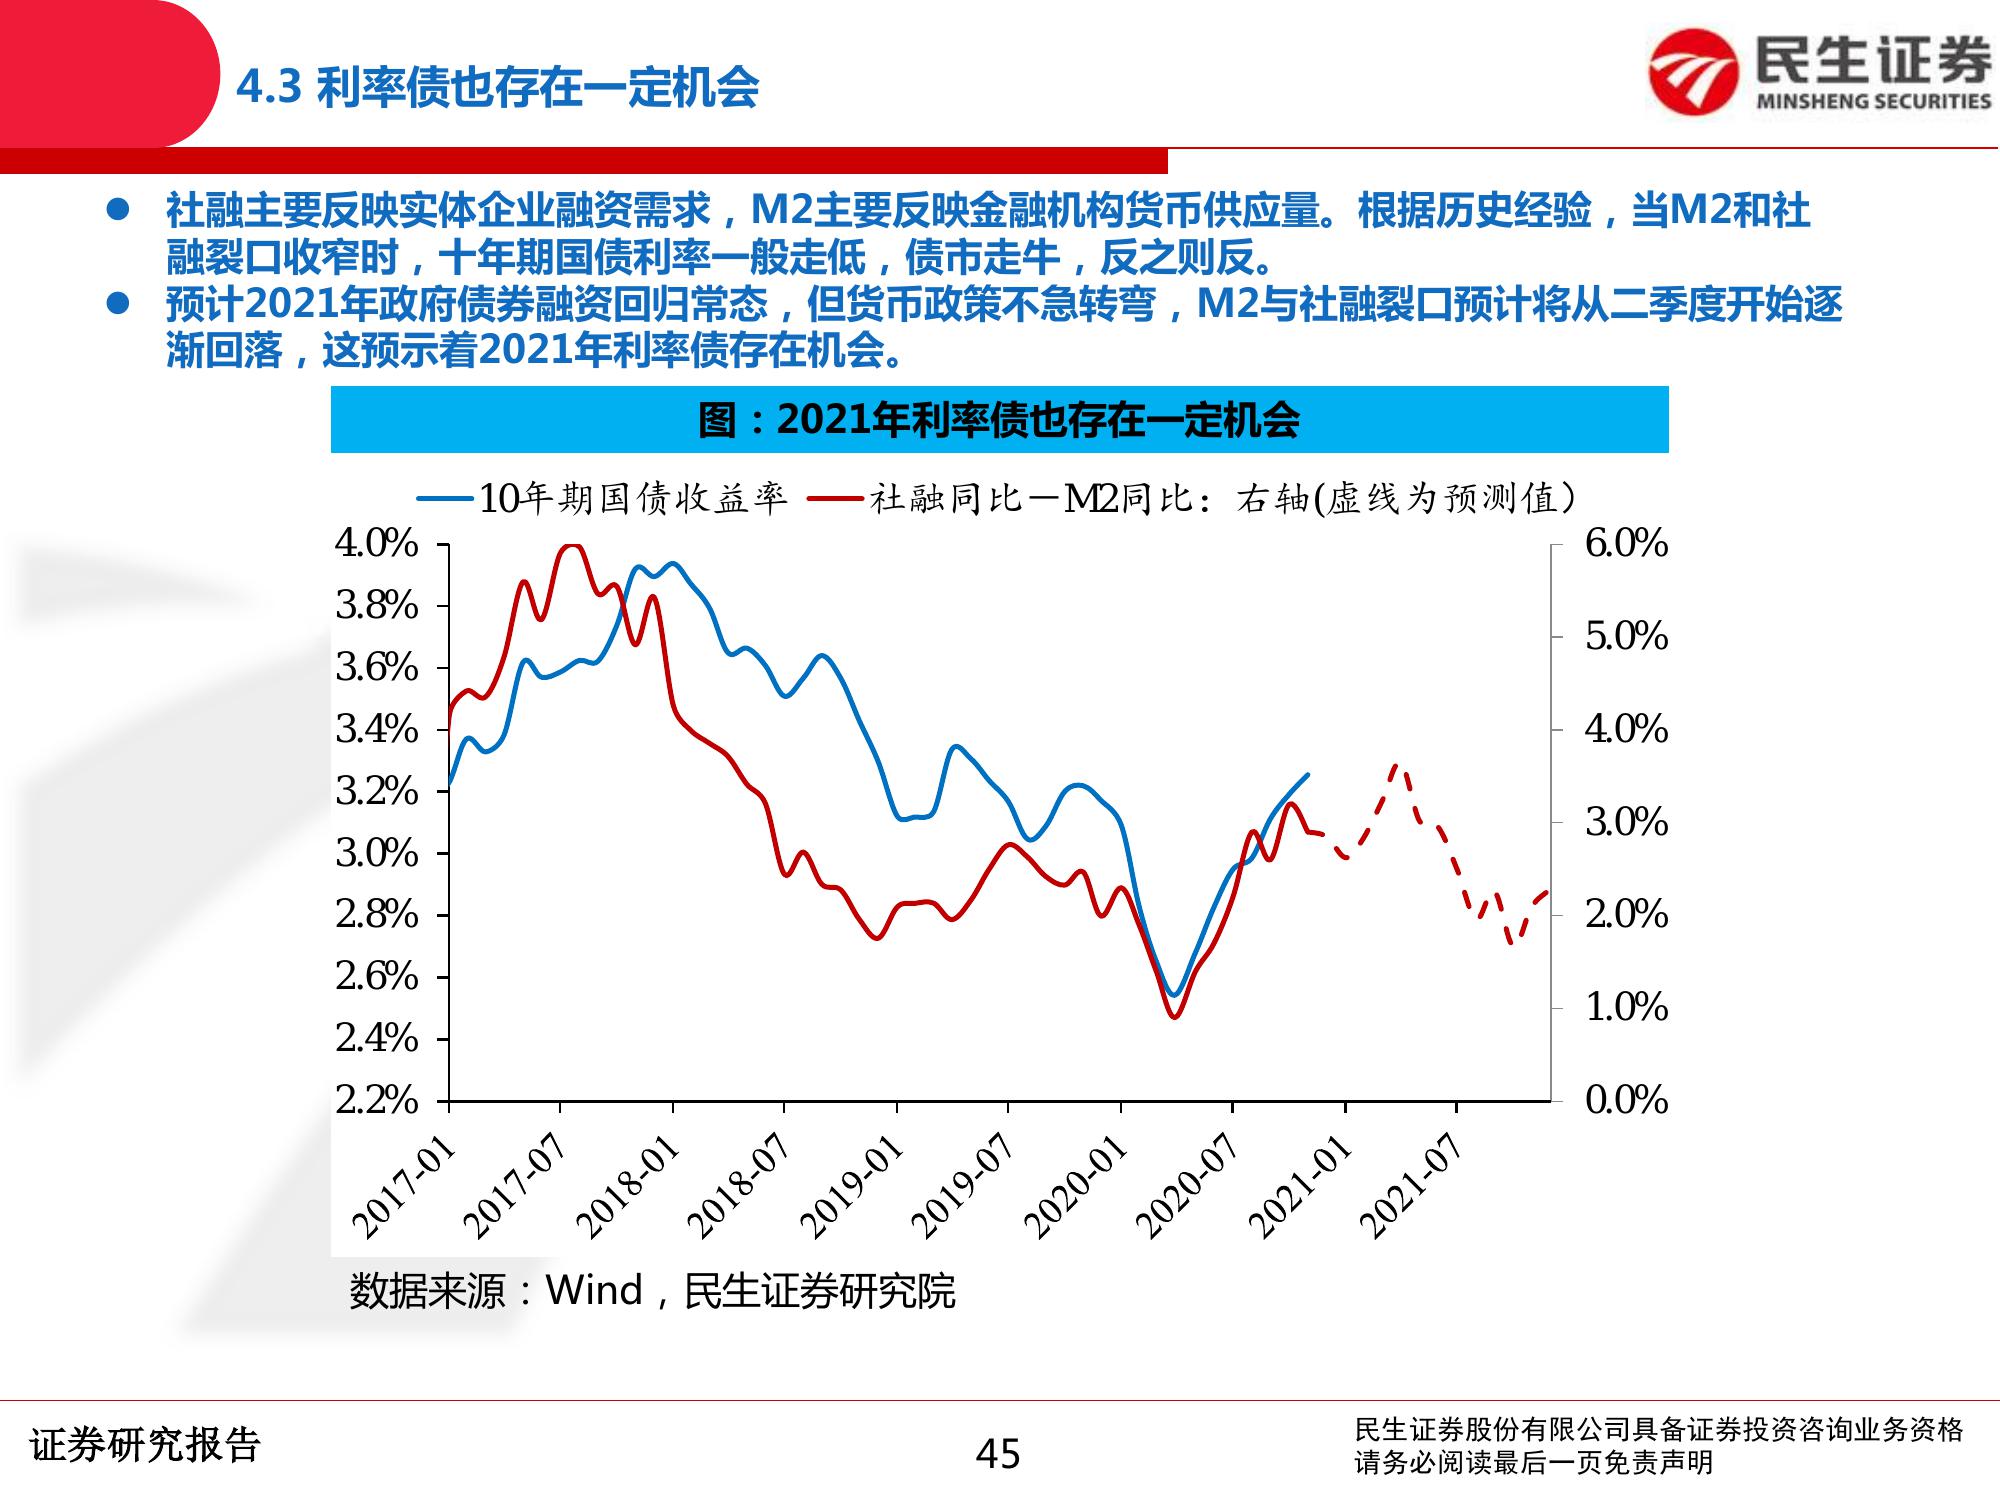 4.3 利率债也存在一定机会
民生证券
MINSHENG SECURITIES
● 社融主要反映实体企业融资需求，M2主要反映金融机构货币供应量。根据历史经验，当M2和社
融裂口收窄时，十年期国债利率一般走低，债市走牛，反之则反。
● 预计2021年政府债券融资回归常态，但货币政策不急转弯，M2与社融裂口预计将从二季度开始逐
渐回落，这预示着2021年利率债存在机会。
图：2021年利率债也存在一定机会
10年期国债收益率 社融同比－M2同比：右轴(虚线为预测值）
4.0%
3.8%
3.6%
3.4%
3.2%
3.0%
2.8%
2.6%
2.4%
2.2%
6.0%
5.0%
4.0%
3.0%
2.0%
1.0%
0.0%
2017-01
2017-07
2018-01
2018-07
2019-01
2019-07
2020-01
2020-07
2021-01
2021-07
数据来源：Wind，民生证券研究院
证券研究报告
45
民生证券股份有限公司具备证券投资咨询业务资格
请务必阅读最后一页免责声明